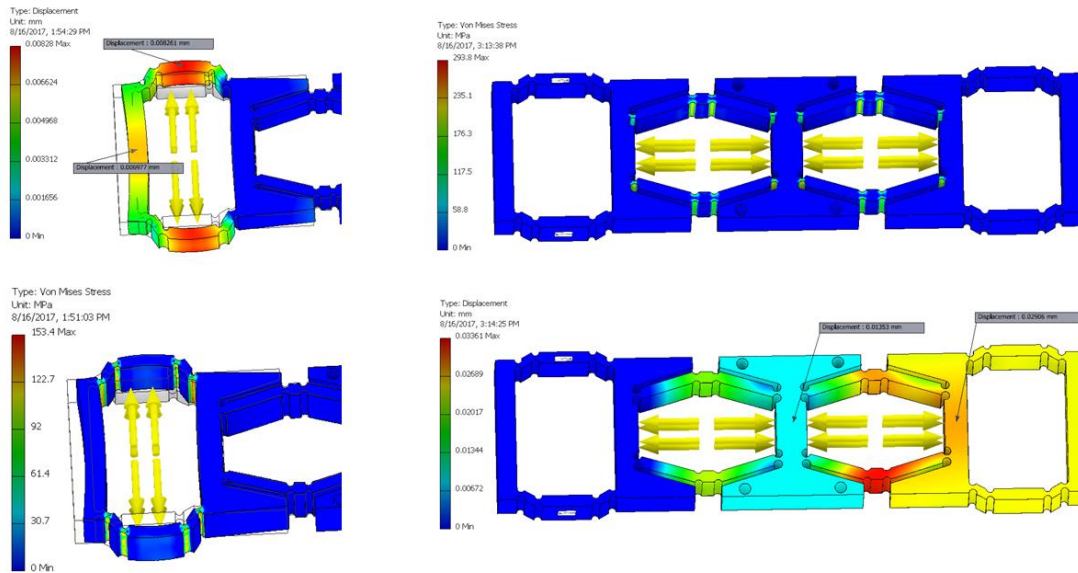 Type: Displacement
Unit: mm
8/16/2017, 1:54:29 PM
0.00828 Max
0.006624
0.004968
0.003312
0.001656
0 Min
Displacement : 0.008261 mm
Displacement : 0.006977 mm
Type: Von Mises Stress
Unit: MPa
8/16/2017, 3:13:38 PM
293.8 Max
235.1
176.3
117.5
58.8
0 Min
Type: Von Mises Stress
Unit: MPa
8/16/2017, 1:51:03 PM
153.4 Max
122.7
92
61.4
30.7
0 Min
Type: Displacement
Unit: mm
8/16/2017, 3:14:25 PM
0.03361 Max
0.02689
0.02017
0.01344
0.00672
0 Min
Displacement : 0.01353 mm
Displacement : 0.02906 mm